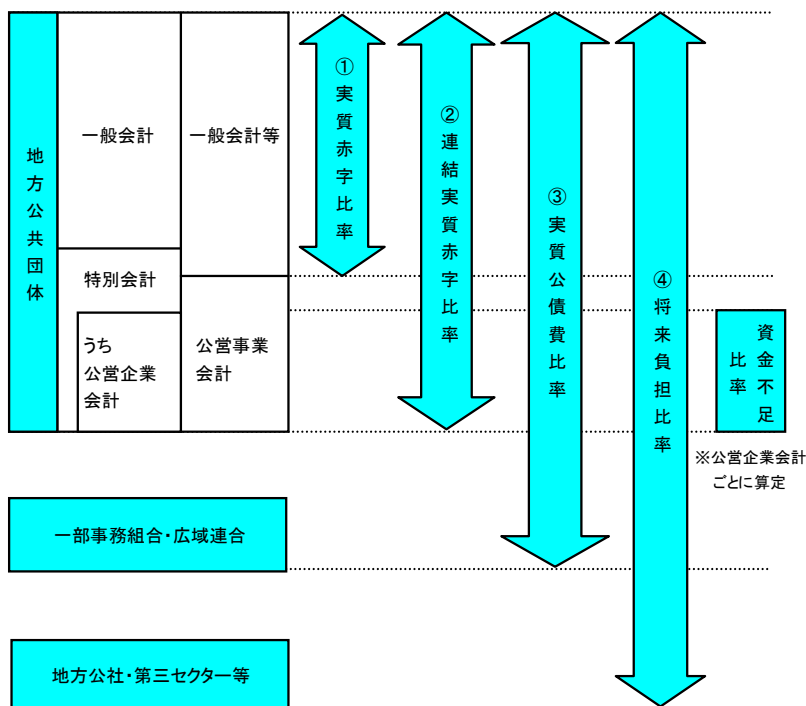 地方公共団体
一般会計
一般会計等
特別会計
うち
公営企業
会計
公営事業
会計
①実質赤字比率
②連結実質赤字比率
③実質公債費比率
④将来負担比率
資金不足
比率
※公営企業会計
ごとに算定
一部事務組合・広域連合
地方公社・第三セクター等